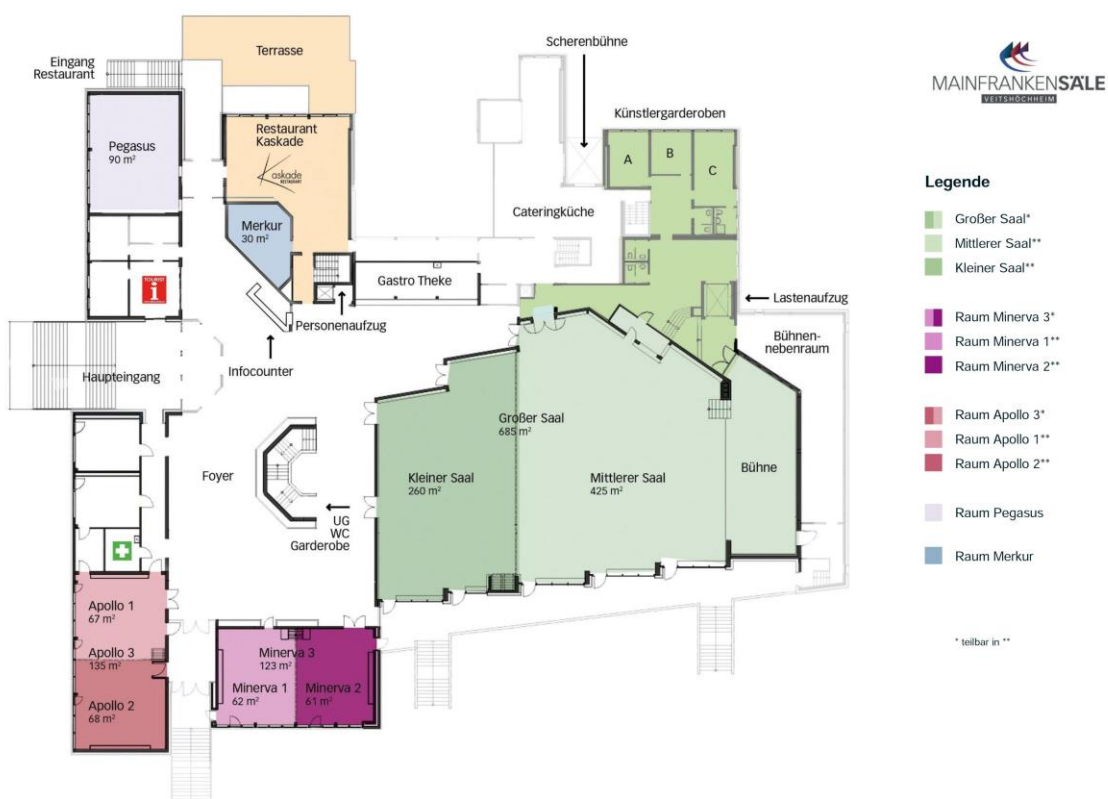 Terrasse
Eingang
Restaurant
Scherenbühne
MAINFRANKENSÄLE
VEITSHÖCHHEIM
Künstlergarderoben
Restaurant
Kaskade
Kaskade
RESTAURANT
Pegasus
90 m²
A
B
C
Cateringküche
Merkur
30 m²
Gastro Theke
TOURIST
i
Personenaufzug
Lastenaufzug
Bühnen-
nebenraum
Infocounter
Haupteingang
Großer Saal
685 m²
Foyer
Kleiner Saal
260 m²
Mittlerer Saal
425 m²
Bühne
UG
WC
Garderobe
Apollo 1
67 m²
Apollo 3
135 m²
Apollo 2
68 m²
Minerva 3
123 m²
Minerva 1
62 m²
Minerva 2
61 m²
Legende
Großer Saal*
Mittlerer Saal**
Kleiner Saal**
Raum Minerva 3*
Raum Minerva 1**
Raum Minerva 2**
Raum Apollo 3*
Raum Apollo 1**
Raum Apollo 2**
Raum Pegasus
Raum Merkur
* teilbar in **